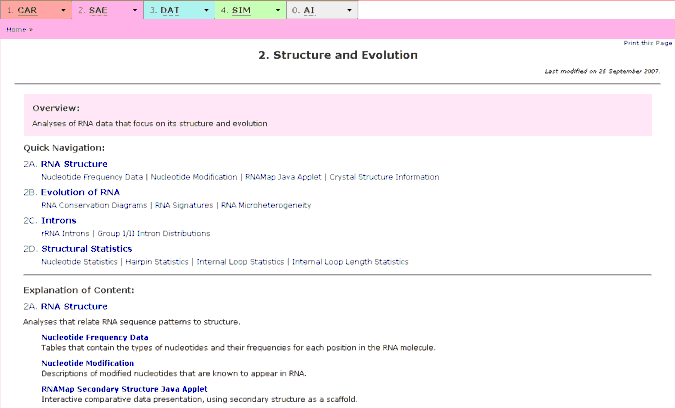 1. CAR
2. SAE
3. DAT
4. SIM
0. AI
Home »
Print this Page
2. Structure and Evolution
Last modified on 25 September 2007.
Overview:
Analyses of RNA data that focus on its structure and evolution
Quick Navigation:
2A. RNA Structure
Nucleotide Frequency Data | Nucleotide Modification | RNAMap Java Applet | Crystal Structure Information
2B. Evolution of RNA
RNA Conservation Diagrams | RNA Signatures | RNA Microheterogeneity
2C. Introns
rRNA Introns | Group I/II Intron Distributions
2D. Structural Statistics
Nucleotide Statistics | Hairpin Statistics | Internal Loop Statistics | Internal Loop Length Statistics
Explanation of Content:
2A. RNA Structure
Analyses that relate RNA sequence patterns to structure.
Nucleotide Frequency Data
Tables that contain the types of nucleotides and their frequencies for each position in the RNA molecule.
Nucleotide Modification
Descriptions of modified nucleotides that are known to appear in RNA.
RNAMap Secondary Structure Java Applet
Interactive comparative data presentation, using secondary structure as a scaffold.